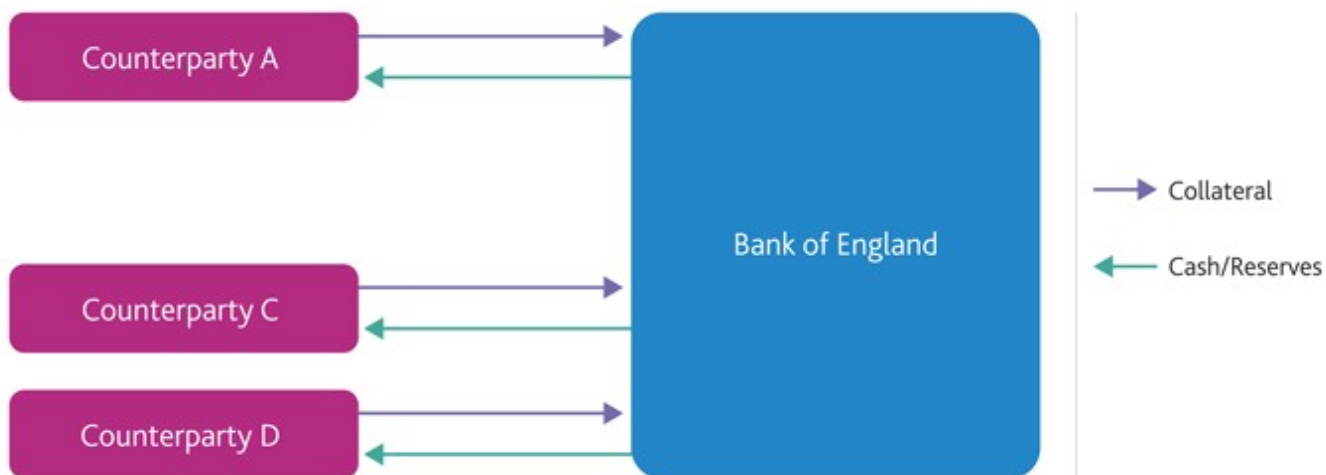 Counterparty A
Bank of England
Collateral
Cash/Reserves
Counterparty C
Counterparty D